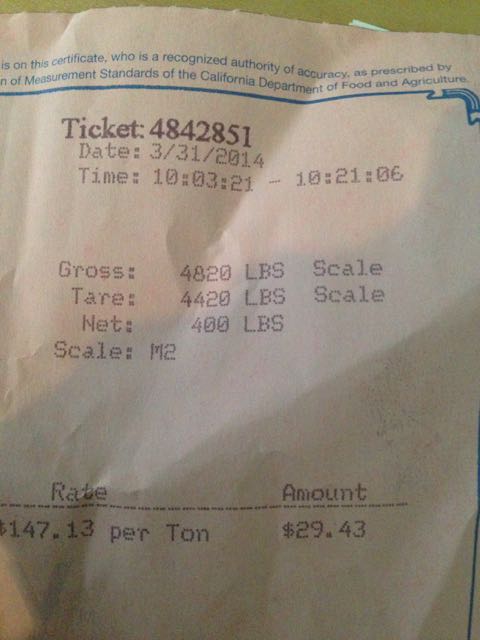 is on this certificate, who is a recognized authority of accuracy, as prescribed by
n of Measurement Standards of the California Department of Food and Agriculture.
Ticket: 4842851
Date: 3/31/2014
Time: 10:03:21 - 10:21:06
Gross: 4820 LBS Scale
Tare: 4420 LBS Scale
Net: 400 LBS
Scale: M2
Rate Amount
$147.13 per Ton $29.43